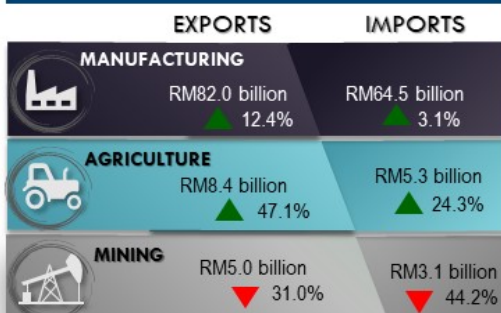 EXPORTS IMPORTS
MANUFACTURING
RM82.0 billion RM64.5 billion
12.4% 3.1%
AGRICULTURE
RM8.4 billion RM5.3 billion
47.1% 24.3%
MINING
RM5.0 billion RM3.1 billion
31.0% 44.2%